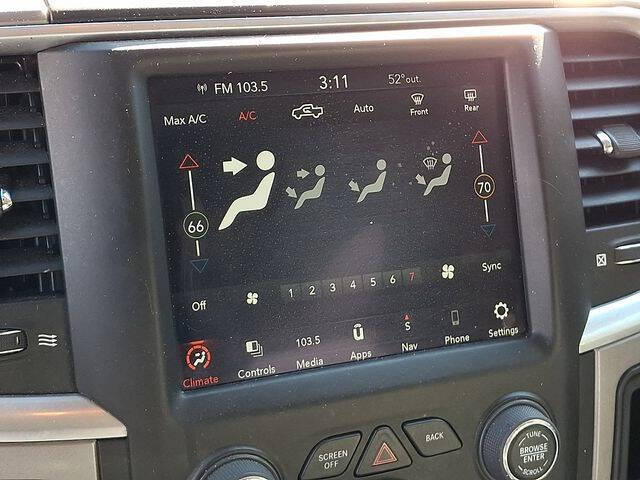 FM 103.5 3:11 52° out.
Max A/C A/C Auto Front Rear
66 70
Off 1 2 3 4 5 6 7 Sync
Climate Controls 103.5 Media Apps S Nav Phone Settings
SCREEN OFF BACK
TUNE
BROWSE
ENTER
SCROLL